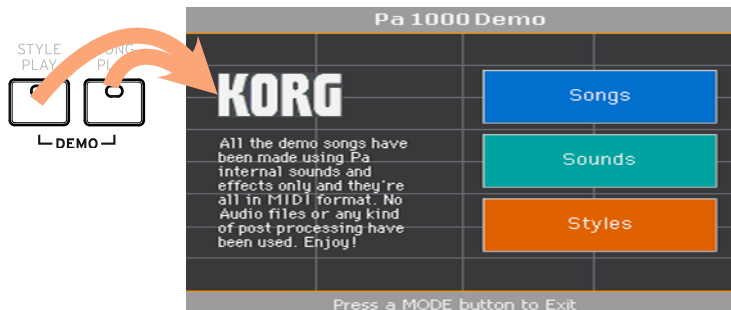 STYLE
PLAY
DEMO
Pa 1000 Demo
KORG
All the demo songs have
been made using Pa
internal sounds and
effects only and they're
all in MIDI format. No
Audio files or any kind
of post processing have
been used. Enjoy!
Songs
Sounds
Styles
Press a MODE button to Exit